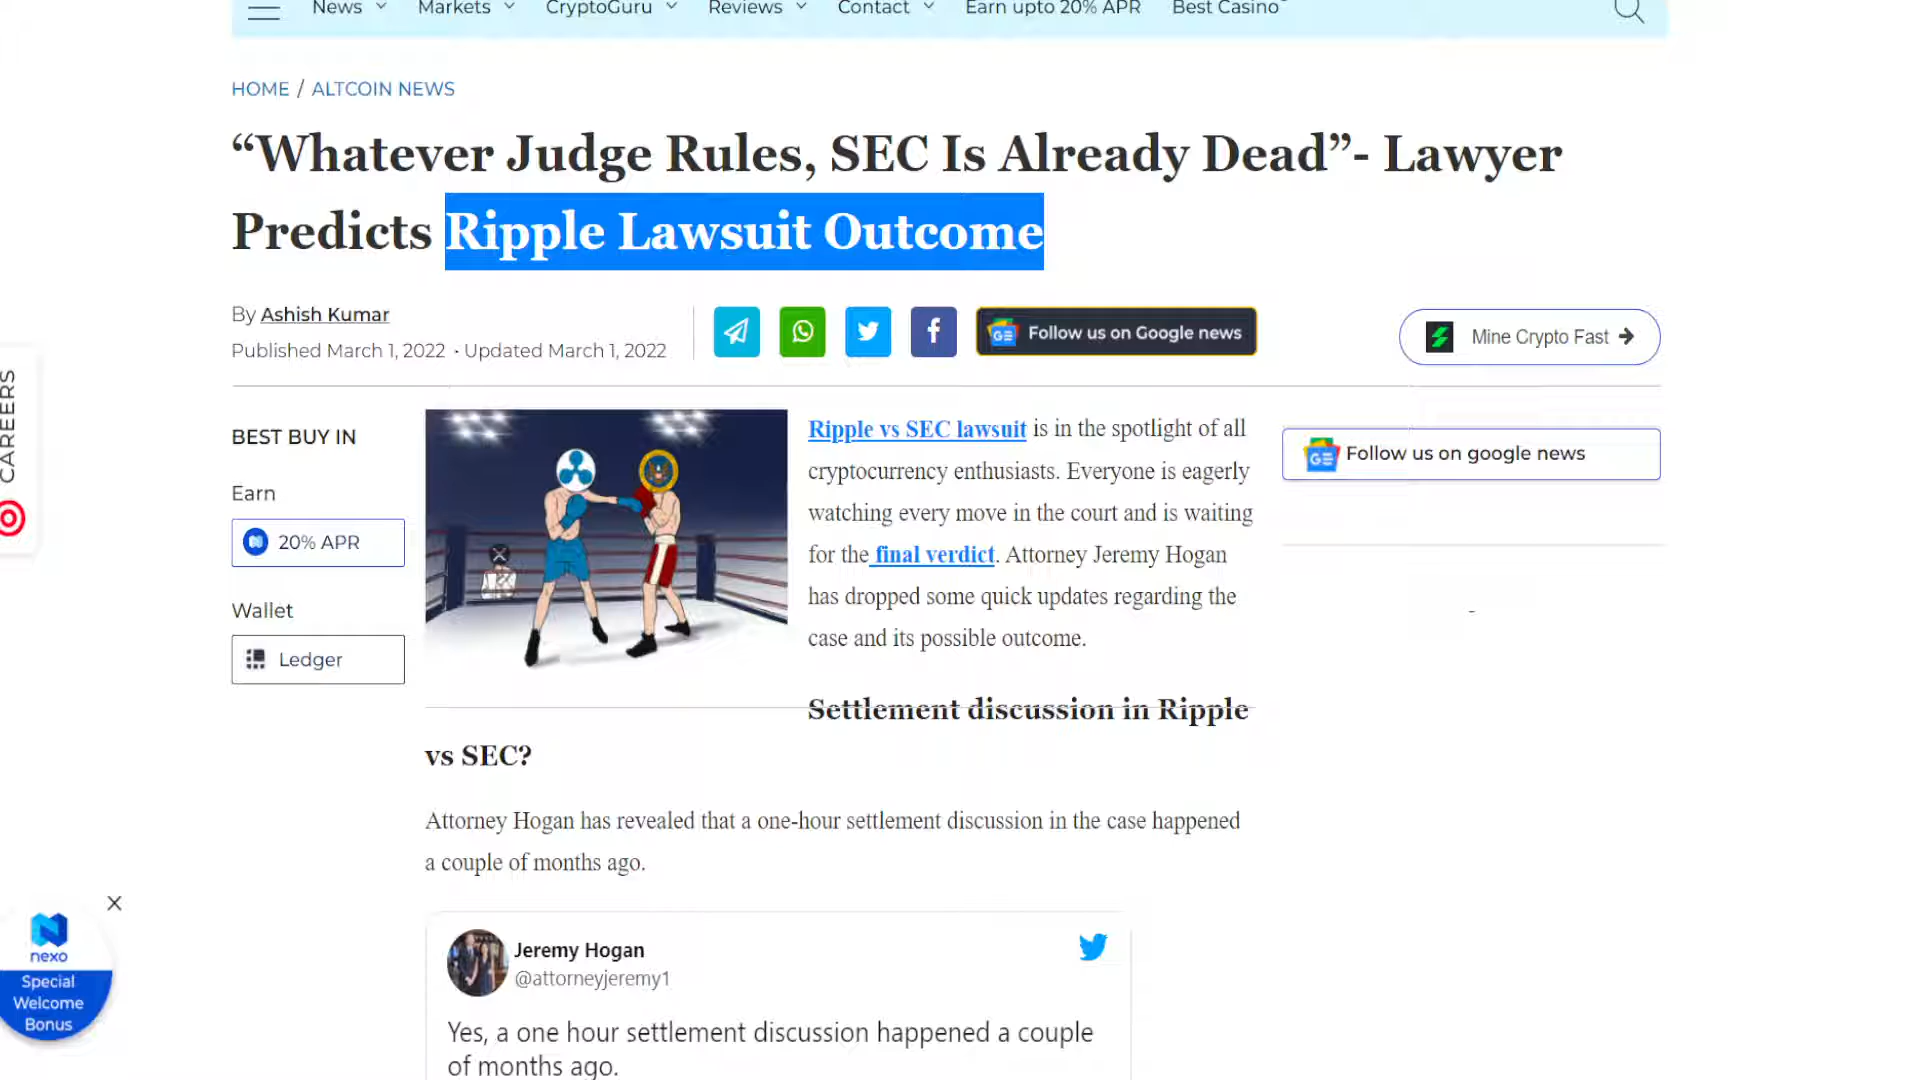 News Markets CryptoGuru Reviews Contact Earn upto 20% APR Best Casino
HOME / ALTCOIN NEWS
“Whatever Judge Rules, SEC Is Already Dead”- Lawyer
Predicts Ripple Lawsuit Outcome
By Ashish Kumar
Published March 1, 2022 • Updated March 1, 2022
GE Follow us on Google news
Mine Crypto Fast
CAREERS
BEST BUY IN
Earn
20% APR
Wallet
Ledger
Ripple vs SEC lawsuit is in the spotlight of all
cryptocurrency enthusiasts. Everyone is eagerly
watching every move in the court and is waiting
for the final verdict. Attorney Jeremy Hogan
has dropped some quick updates regarding the
case and its possible outcome.
GE Follow us on google news
Settlement discussion in Ripple
vs SEC?
Attorney Hogan has revealed that a one-hour settlement discussion in the case happened
a couple of months ago.
Jeremy Hogan
@attorneyjeremy1
Yes, a one hour settlement discussion happened a couple
of months ago.
nexo
Special
Welcome
Bonus